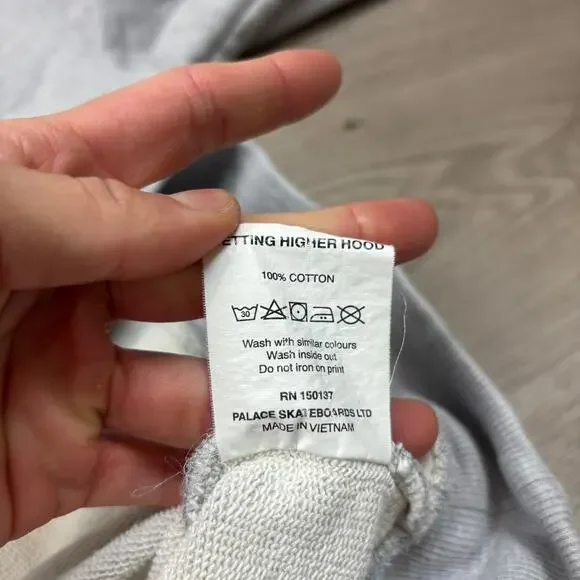 ETTING HIGHER HOOD
100% COTTON
30
Wash with similar colours
Wash inside out
Do not iron on print
RN 150137
PALACE SKATEBOARDS LTD
MADE IN VIETNAM